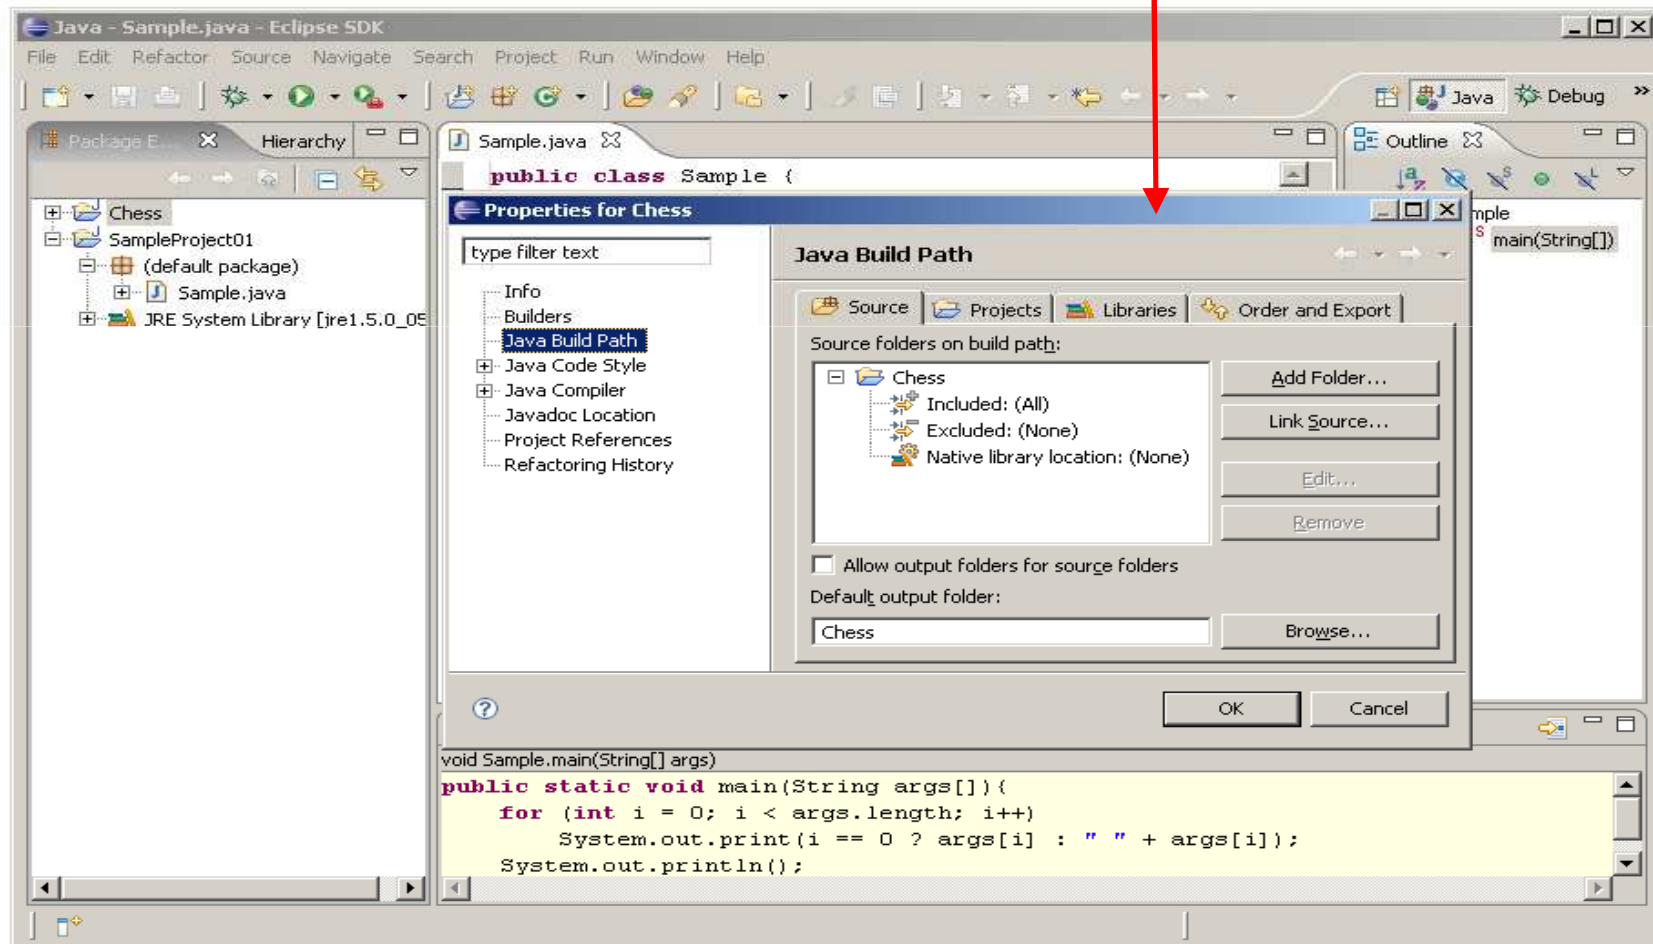 Java - Sample.java - Eclipse SDK
File Edit Refactor Source Navigate Search Project Run Window Help
Java Debug »
Package E... Hierarchy
Sample.java
Outline
public class Sample {
Chess
SampleProject01
(default package)
Sample.java
JRE System Library [jre1.5.0_05
mple
S main(String[])
Properties for Chess
type filter text
Info
Builders
Java Build Path
Java Code Style
Java Compiler
Javadoc Location
Project References
Refactoring History
Java Build Path
Source Projects Libraries Order and Export
Source folders on build path:
Chess
Included: (All)
Excluded: (None)
Native library location: (None)
Add Folder...
Link Source...
Edit...
Remove
Allow output folders for source folders
Default output folder:
Chess
Browse...
OK Cancel
void Sample.main(String[] args)
public static void main(String args[]){
for (int i = 0; i < args.length; i++)
System.out.print(i == 0 ? args[i] : " " + args[i]);
System.out.println();